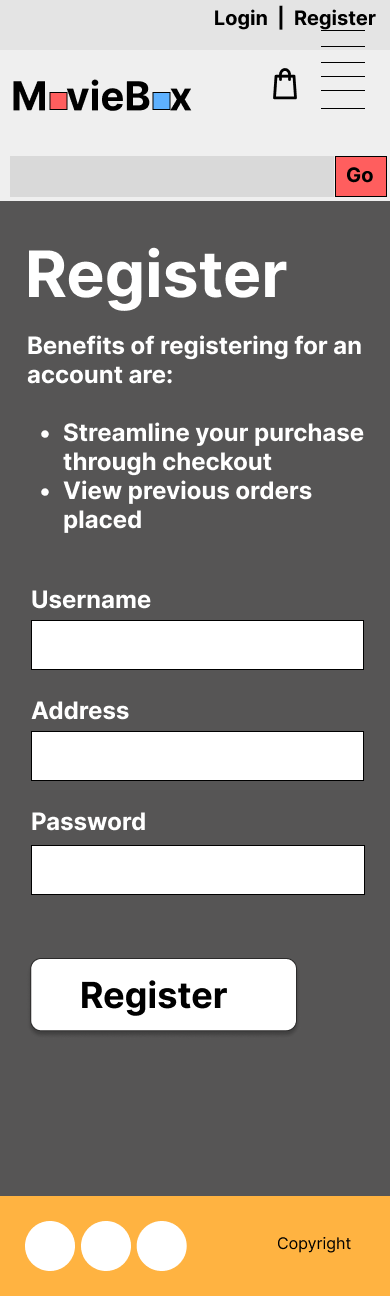 Login | Register
MovieBox
Go
Register
Benefits of registering for an
account are:
• Streamline your purchase
through checkout
• View previous orders
placed
Username
Address
Password
Register
Copyright